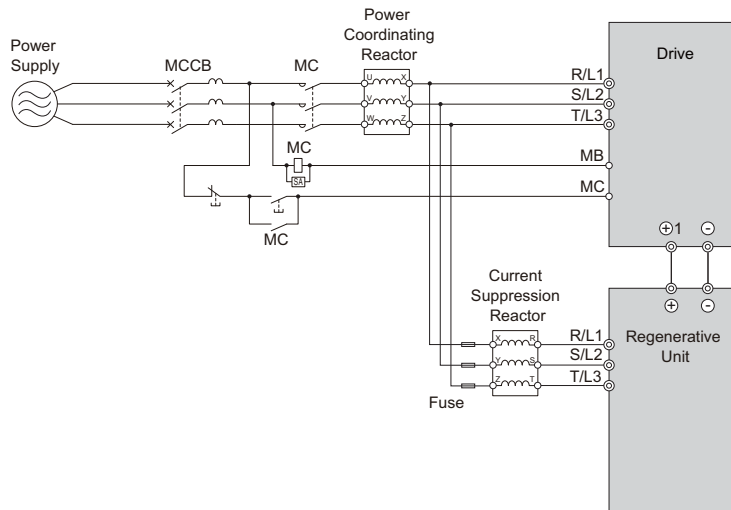 Power
Supply
MCCB
MC
Power
Coordinating
Reactor
U X
V Y
W Z
Drive
R/L1
S/L2
T/L3
MC
SA
MB
MC
MC
⊕1 ⊖
⊕ ⊖
Current
Suppression
Reactor
X R
Y S
Z T
Fuse
R/L1
S/L2
T/L3
Regenerative
Unit